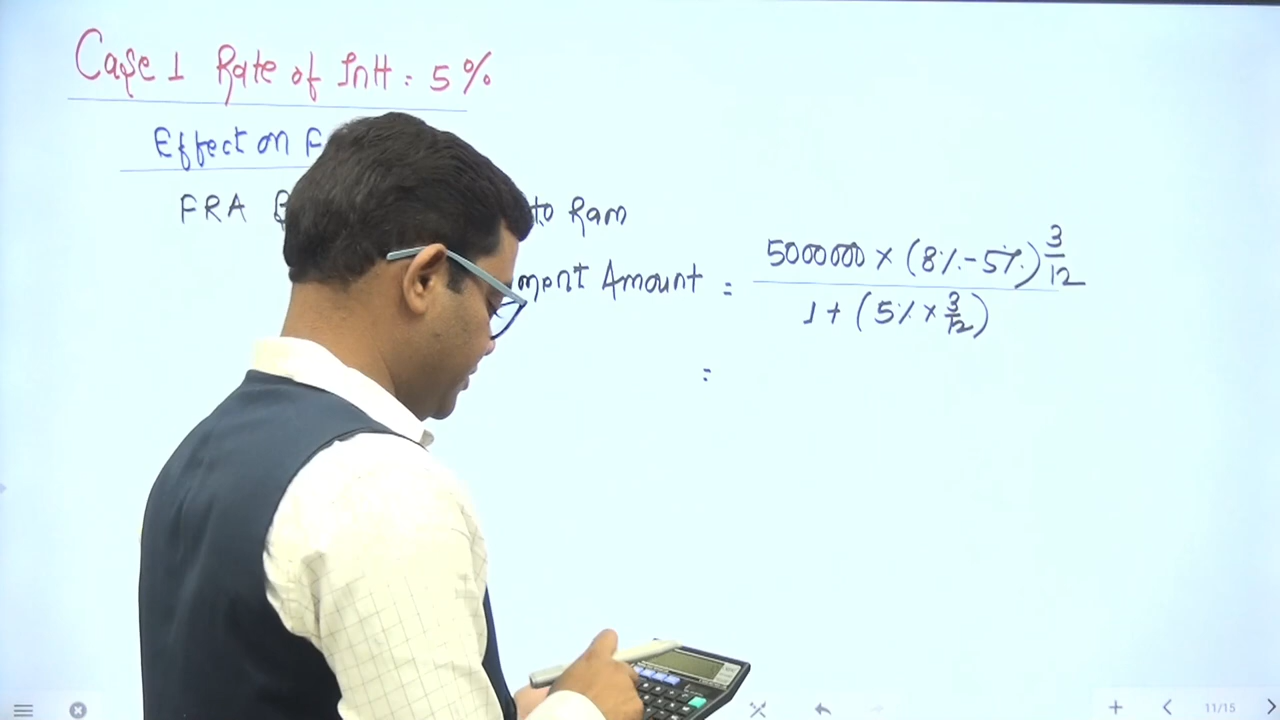 Case 1 Rate of Intt = 5%
Effect on F
FRA B to Ram
ment Amount = 5000000 × (8% - 5%) 3/12
1 + (5% × 3/12)
=
11/15